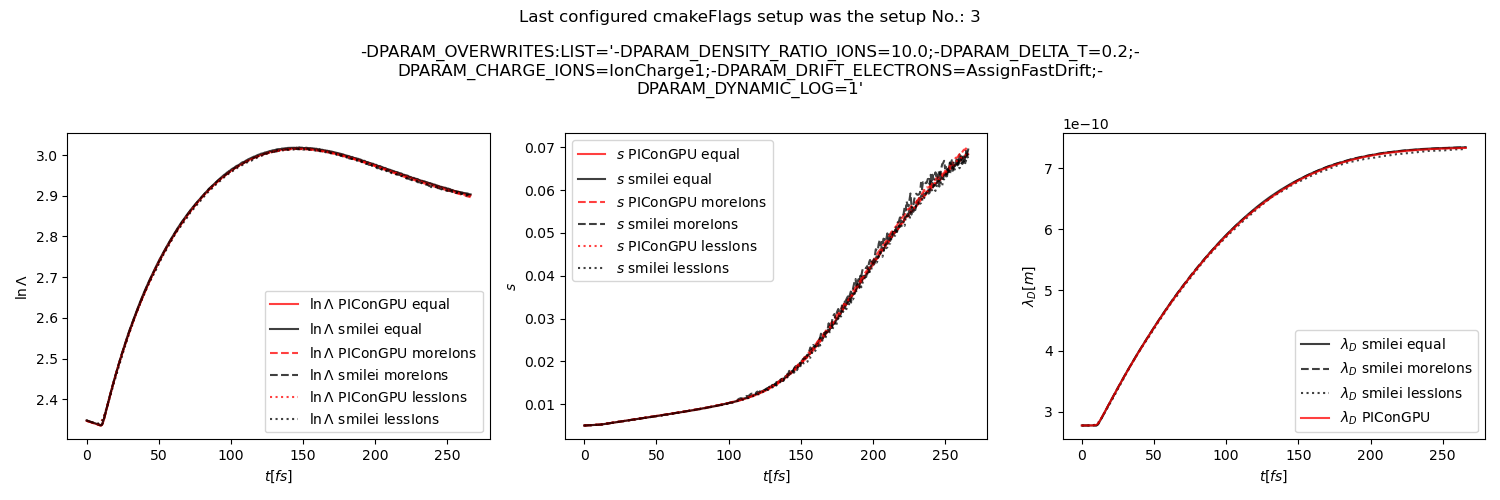 Last configured cmakeFlags setup was the setup No.: 3
-DPARAM_OVERWRITES:LIST='-DPARAM_DENSITY_RATIO_IONS=10.0;-DPARAM_DELTA_T=0.2;-
DPARAM_CHARGE_IONS=IonCharge1;-DPARAM_DRIFT_ELECTRONS=AssignFastDrift;-
DPARAM_DYNAMIC_LOG=1'
ln Λ
3.0
2.9
2.8
2.7
2.6
2.5
2.4
ln Λ PIConGPU equal
ln Λ smilei equal
ln Λ PIConGPU moreIons
ln Λ smilei moreIons
ln Λ PIConGPU lessIons
ln Λ smilei lessIons
0 50 100 150 200 250
t[fs]
s
0.07
0.06
0.05
0.04
0.03
0.02
0.01
s PIConGPU equal
s smilei equal
s PIConGPU moreIons
s smilei moreIons
s PIConGPU lessIons
s smilei lessIons
0 50 100 150 200 250
t[fs]
1e−10
λ_D[m]
7
6
5
4
3
λ_D smilei equal
λ_D smilei moreIons
λ_D smilei lessIons
λ_D PIConGPU
0 50 100 150 200 250
t[fs]